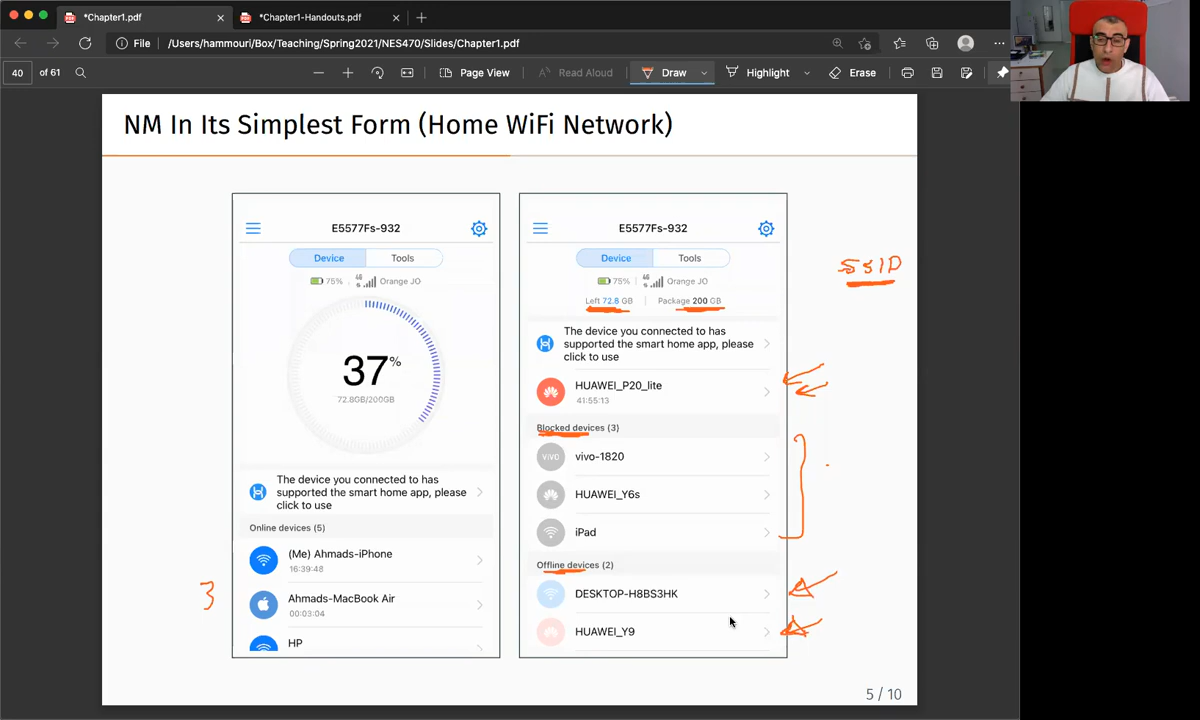 *Chapter1.pdf
*Chapter1-Handouts.pdf
File /Users/hammouri/Box/Teaching/Spring2021/NES470/Slides/Chapter1.pdf
40 of 61 Page View Read Aloud Draw Highlight Erase
NM In Its Simplest Form (Home WiFi Network)
E5577Fs-932
Device Tools
75% 4G Orange JO
37%
72.8GB/200GB
The device you connected to has
supported the smart home app, please
click to use
Online devices (5)
(Me) Ahmads-iPhone
16:39:48
Ahmads-MacBook Air
00:03:04
HP
3
E5577Fs-932
Device Tools
75% 4G Orange JO
Left 72.8 GB Package 200 GB
The device you connected to has
supported the smart home app, please
click to use
HUAWEI_P20_lite
41:55:13
Blocked devices (3)
VIVO vivo-1820
HUAWEI_Y6s
iPad
Offline devices (2)
DESKTOP-H8BS3HK
HUAWEI_Y9
SSID
5 / 10